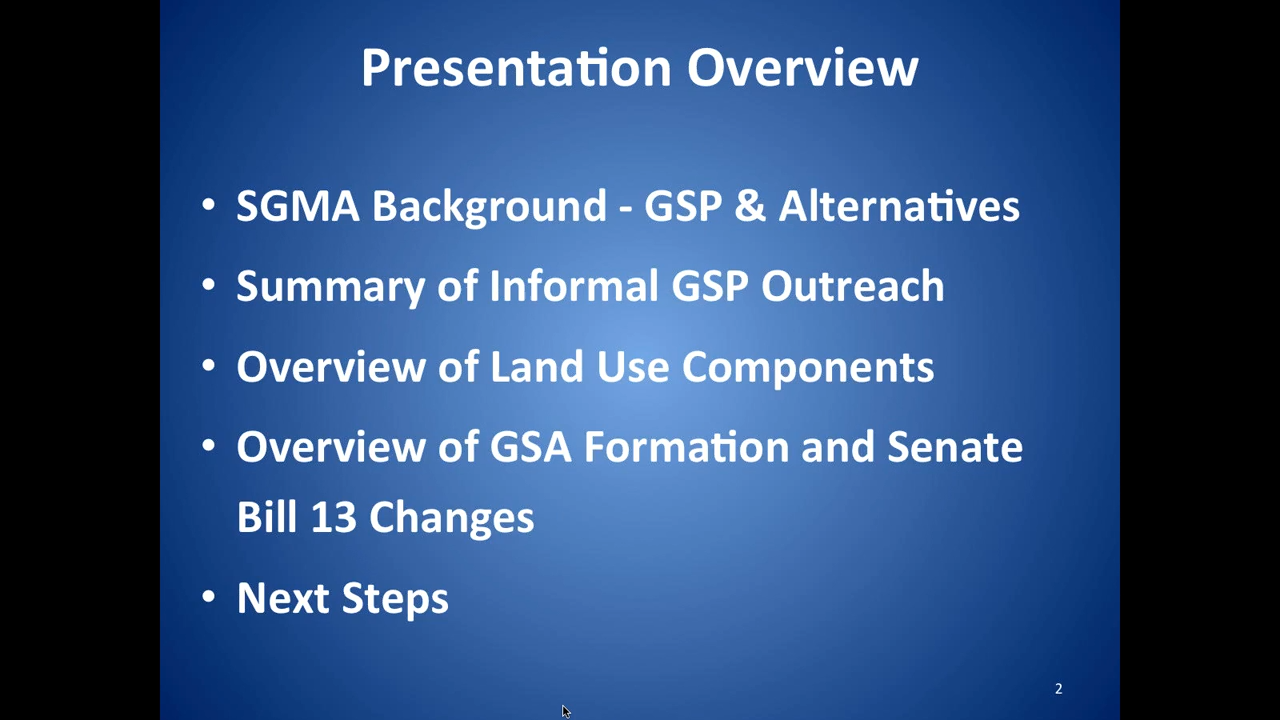 Presentation Overview
• SGMA Background - GSP & Alternatives
• Summary of Informal GSP Outreach
• Overview of Land Use Components
• Overview of GSA Formation and Senate
Bill 13 Changes
• Next Steps
2